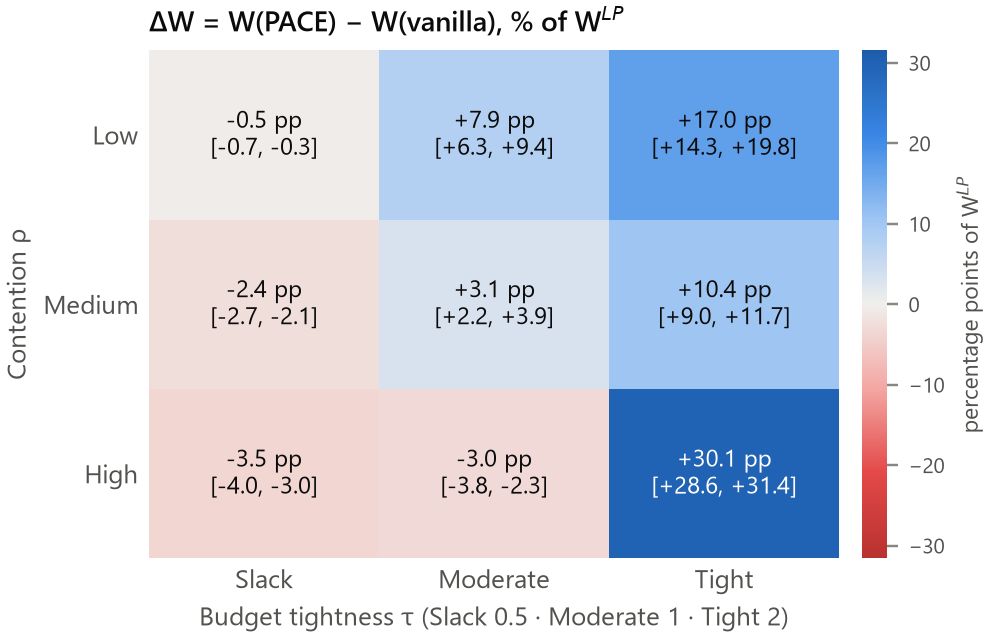 ΔW = W(PACE) − W(vanilla), % of W^LP
Low
-0.5 pp
[-0.7, -0.3]
+7.9 pp
[+6.3, +9.4]
+17.0 pp
[+14.3, +19.8]
Medium
-2.4 pp
[-2.7, -2.1]
+3.1 pp
[+2.2, +3.9]
+10.4 pp
[+9.0, +11.7]
High
-3.5 pp
[-4.0, -3.0]
-3.0 pp
[-3.8, -2.3]
+30.1 pp
[+28.6, +31.4]
Contention ρ
Slack
Moderate
Tight
Budget tightness τ (Slack 0.5 · Moderate 1 · Tight 2)
30
20
10
0
−10
−20
−30
percentage points of W^LP